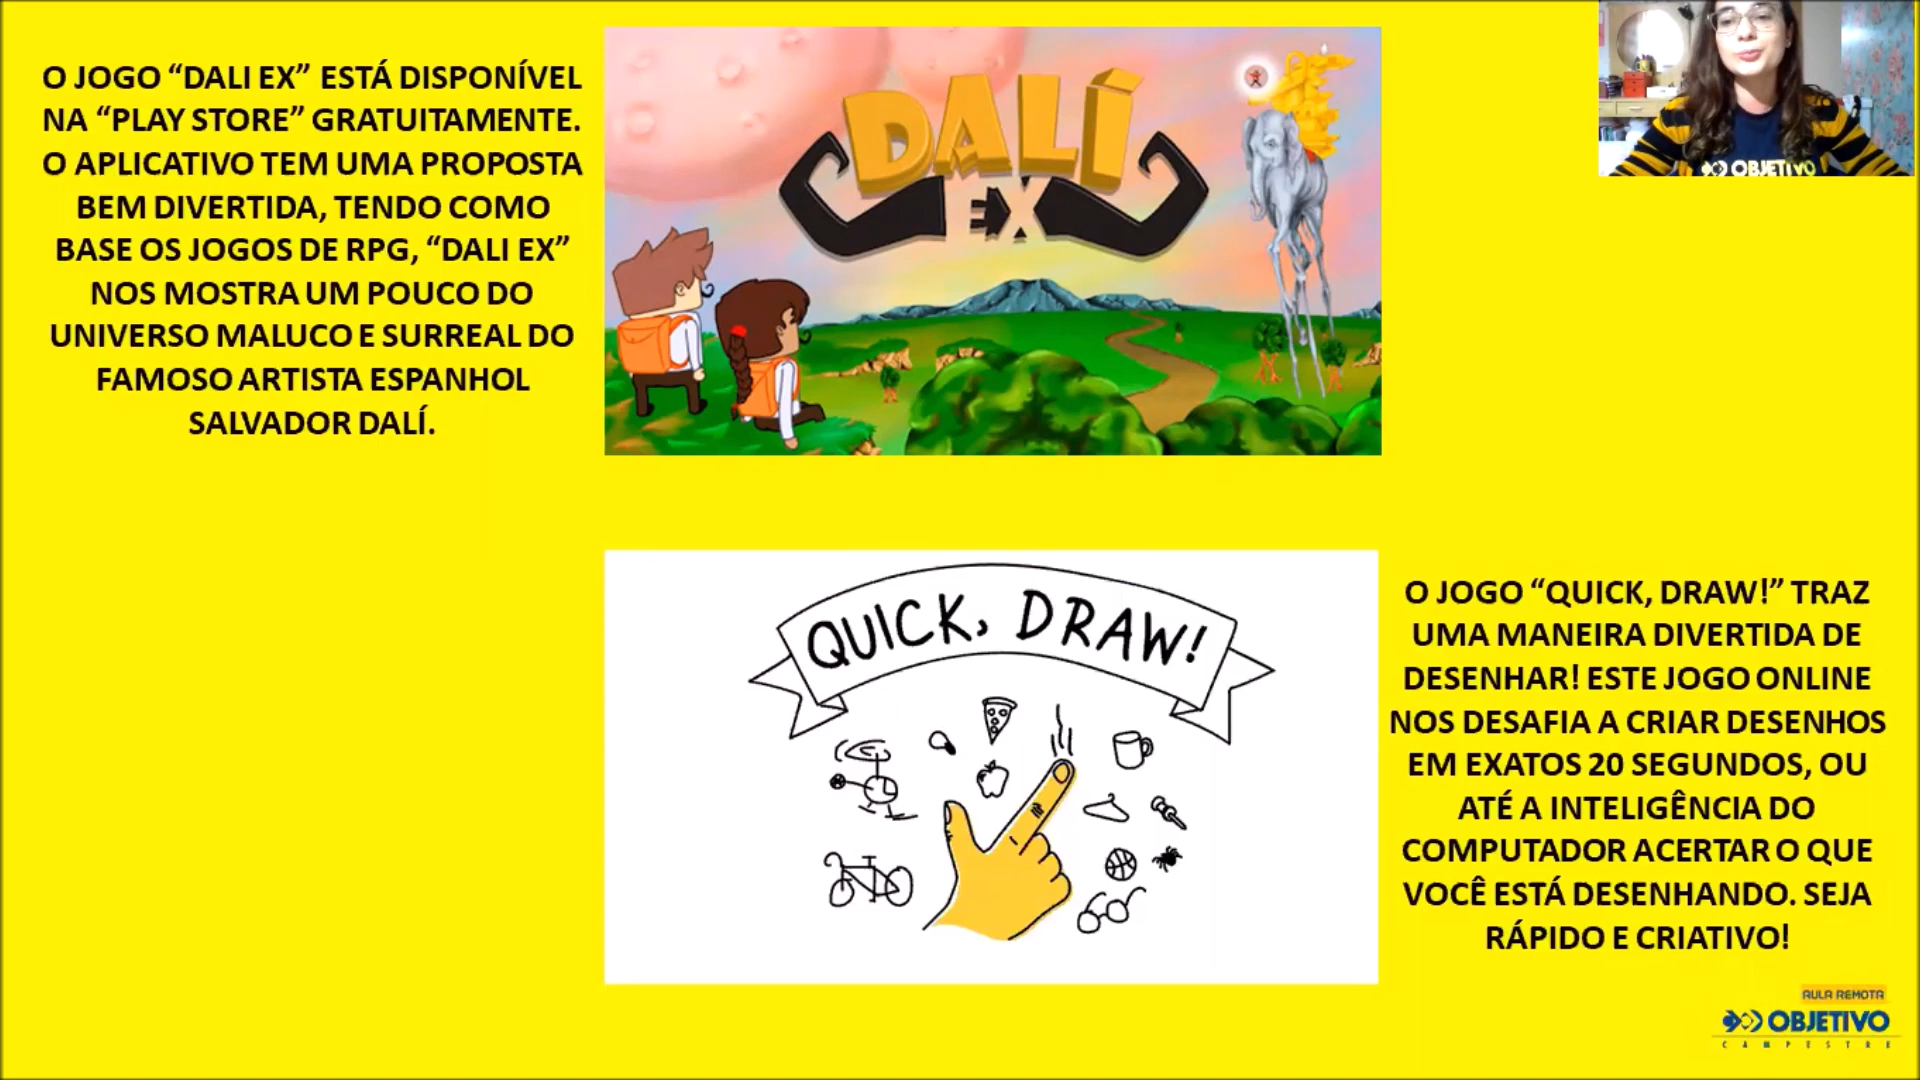 O JOGO “DALI EX” ESTÁ DISPONÍVEL
NA “PLAY STORE” GRATUITAMENTE.
O APLICATIVO TEM UMA PROPOSTA
BEM DIVERTIDA, TENDO COMO
BASE OS JOGOS DE RPG, “DALI EX”
NOS MOSTRA UM POUCO DO
UNIVERSO MALUCO E SURREAL DO
FAMOSO ARTISTA ESPANHOL
SALVADOR DALÍ.
DALÍ
EX
OBJETIVO
QUICK, DRAW!
O JOGO “QUICK, DRAW!” TRAZ
UMA MANEIRA DIVERTIDA DE
DESENHAR! ESTE JOGO ONLINE
NOS DESAFIA A CRIAR DESENHOS
EM EXATOS 20 SEGUNDOS, OU
ATÉ A INTELIGÊNCIA DO
COMPUTADOR ACERTAR O QUE
VOCÊ ESTÁ DESENHANDO. SEJA
RÁPIDO E CRIATIVO!
AULA REMOTA
OBJETIVO
CAMPESTRE